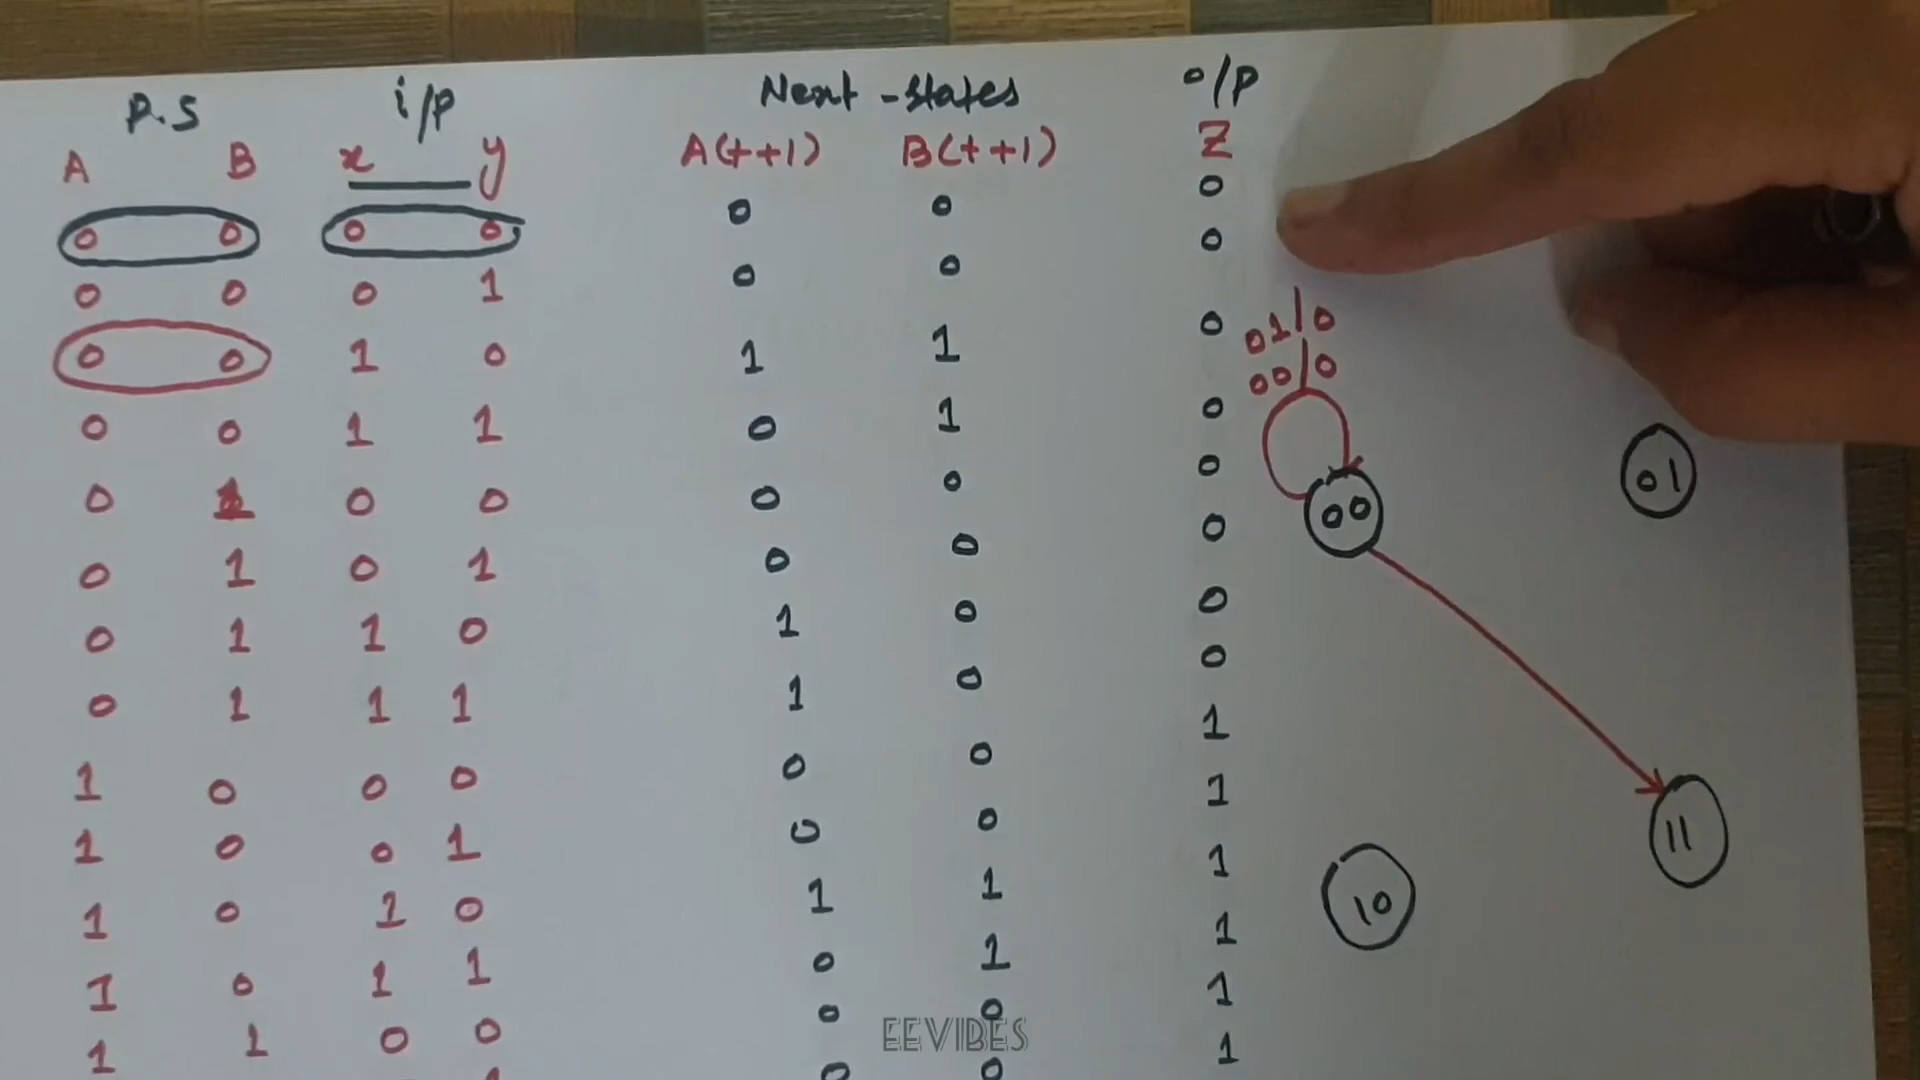 P.S i/p Next-states o/p
A B x y A(t+1) B(t+1) Z
0 0 0 0 0 0 0
0 0 0 1 0 0 0
0 0 1 0 1 1 0
0 0 1 1 0 1 0
0 1 0 0 0 0 0
0 1 0 1 0 0 0
0 1 1 0 1 0 0
0 1 1 1 1 0 0
1 0 0 0 0 0 1
1 0 0 1 0 0 1
1 0 1 0 1 1 1
1 0 1 1 0 1 1
1 1 0 0 0 0 1
1 0 0 1
01/0
00/0
00
01
10
11
EEVIBES